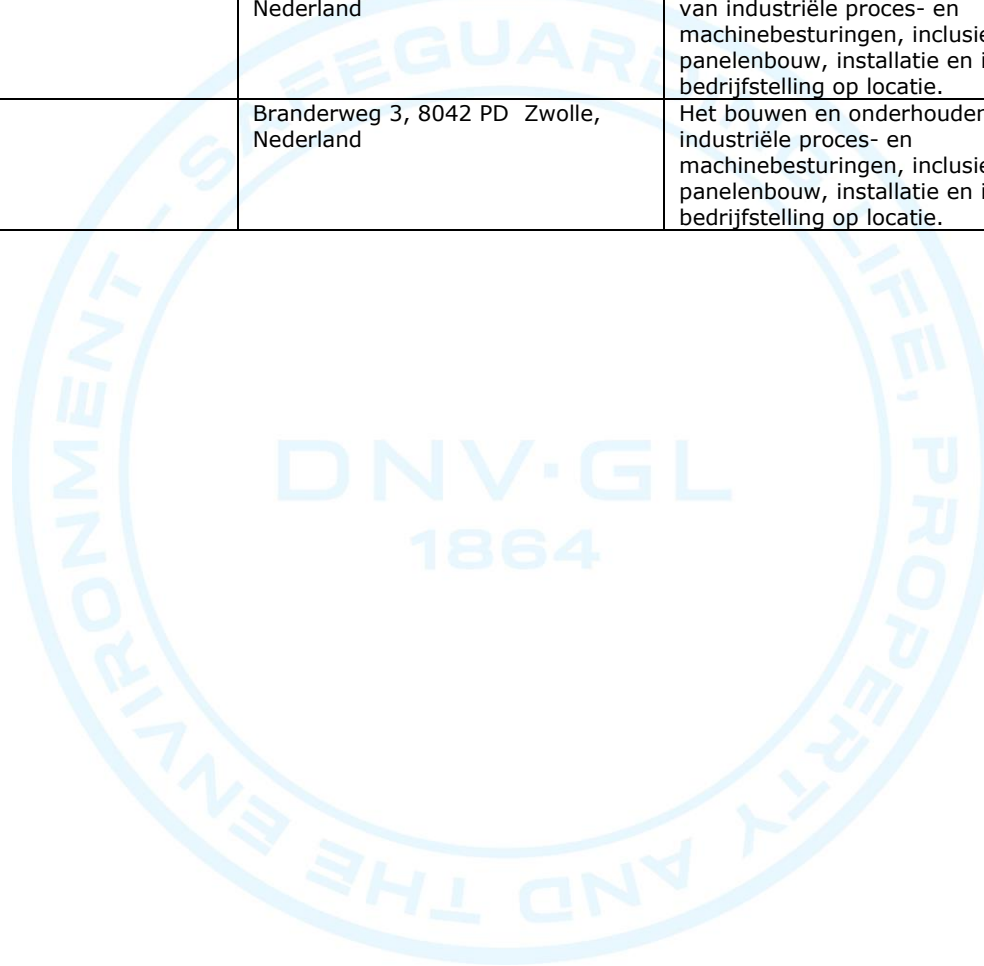 Nederland
van industriële proces- en
machinebesturingen, inclusie
panelenbouw, installatie en i
bedrijfstelling op locatie.
Branderweg 3, 8042 PD  Zwolle,
Nederland
Het bouwen en onderhouden
industriële proces- en
machinebesturingen, inclusie
panelenbouw, installatie en i
bedrijfstelling op locatie.
LIFE, PROPERTY AND THE ENVIRONMENT –
DNV·GL
1864